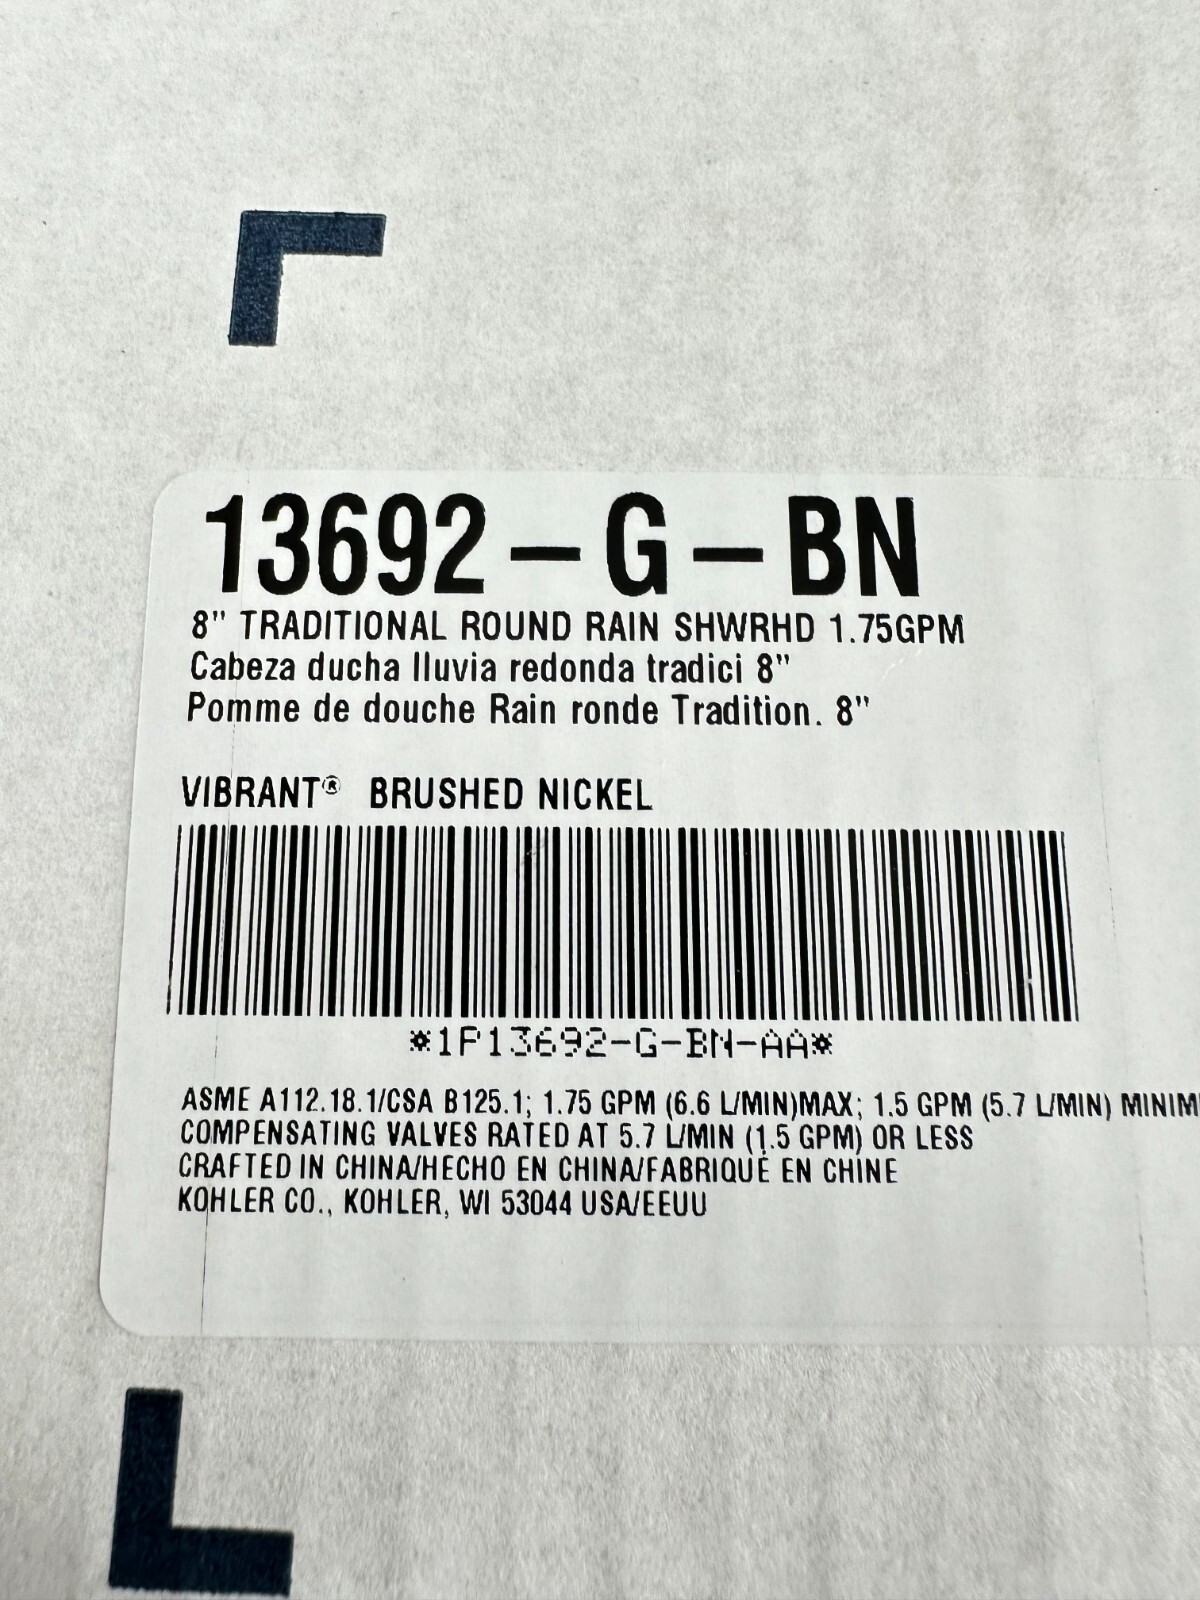 13692-G-BN
8" TRADITIONAL ROUND RAIN SHWRHD 1.75GPM
Cabeza ducha lluvia redonda tradici 8"
Pomme de douche Rain ronde Tradition. 8"
VIBRANT® BRUSHED NICKEL
*1P13692-G-BN-AA*
ASME A112.18.1/CSA B125.1; 1.75 GPM (6.6 L/MIN)MAX; 1.5 GPM (5.7 L/MIN)
COMPENSATING VALVES RATED AT 5.7 L/MIN (1.5 GPM) OR LESS
CRAFTED IN CHINA/HECHO EN CHINA/FABRIQUÉ EN CHINE
KOHLER CO., KOHLER, WI 53044 USA/EEUU